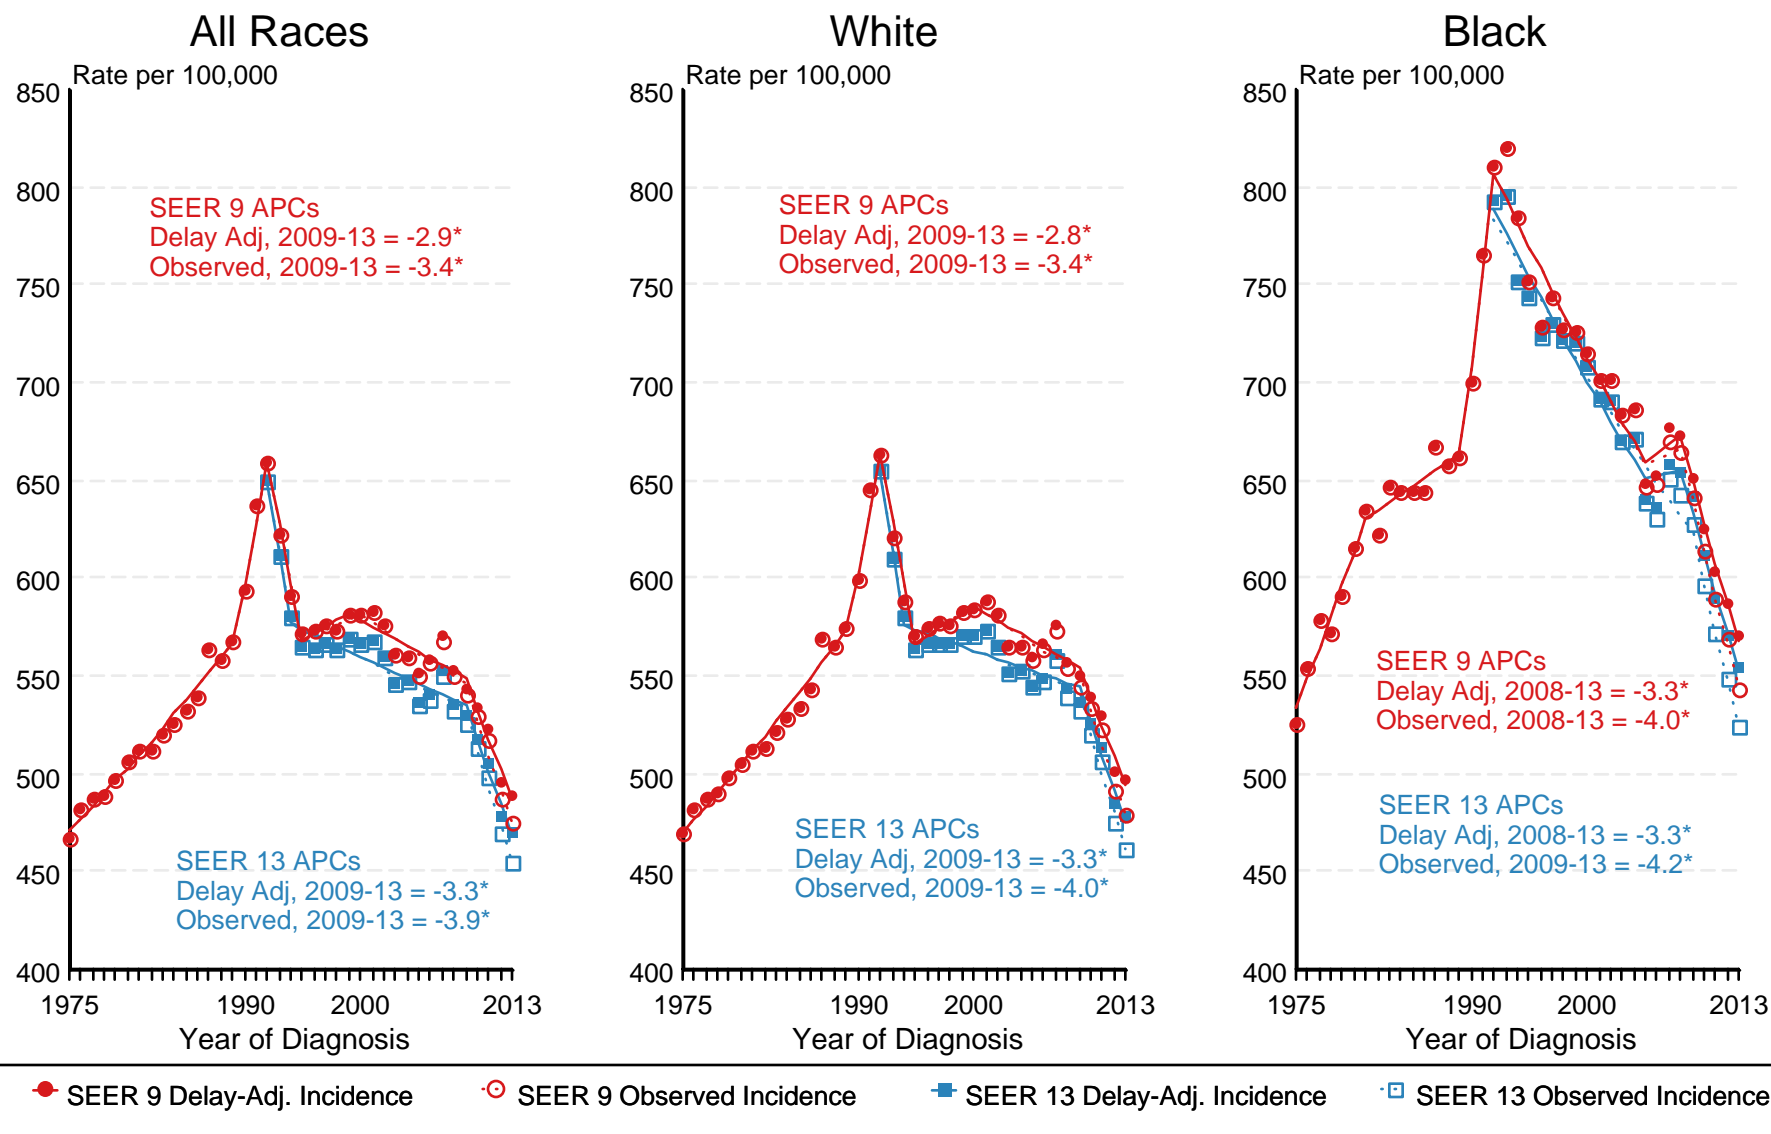 All Races
Rate per 100,000
850
800
750
700
650
600
550
500
450
400
SEER 9 APCs
Delay Adj, 2009-13 = -2.9*
Observed, 2009-13 = -3.4*
SEER 13 APCs
Delay Adj, 2009-13 = -3.3*
Observed, 2009-13 = -3.9*
1975 1990 2000 2013
Year of Diagnosis
White
Rate per 100,000
850
800
750
700
650
600
550
500
450
400
SEER 9 APCs
Delay Adj, 2009-13 = -2.8*
Observed, 2009-13 = -3.4*
SEER 13 APCs
Delay Adj, 2009-13 = -3.3*
Observed, 2009-13 = -4.0*
1975 1990 2000 2013
Year of Diagnosis
Black
Rate per 100,000
850
800
750
700
650
600
550
500
450
400
SEER 9 APCs
Delay Adj, 2008-13 = -3.3*
Observed, 2008-13 = -4.0*
SEER 13 APCs
Delay Adj, 2008-13 = -3.3*
Observed, 2009-13 = -4.2*
1975 1990 2000 2013
Year of Diagnosis
SEER 9 Delay-Adj. Incidence SEER 9 Observed Incidence SEER 13 Delay-Adj. Incidence SEER 13 Observed Incidence